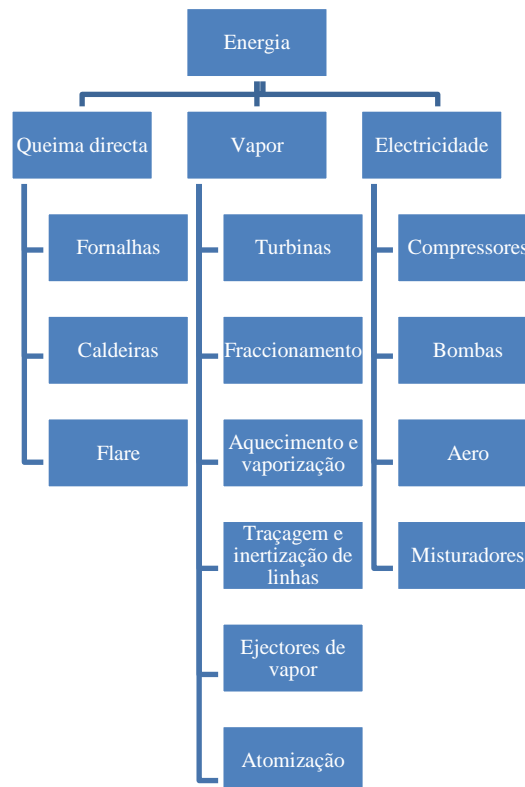 Energia
Queima directa
Vapor
Electricidade
Fornalhas
Turbinas
Compressores
Caldeiras
Fraccionamento
Bombas
Flare
Aquecimento e
vaporização
Aero
Traçagem e
inertização de
linhas
Misturadores
Ejectores de
vapor
Atomização